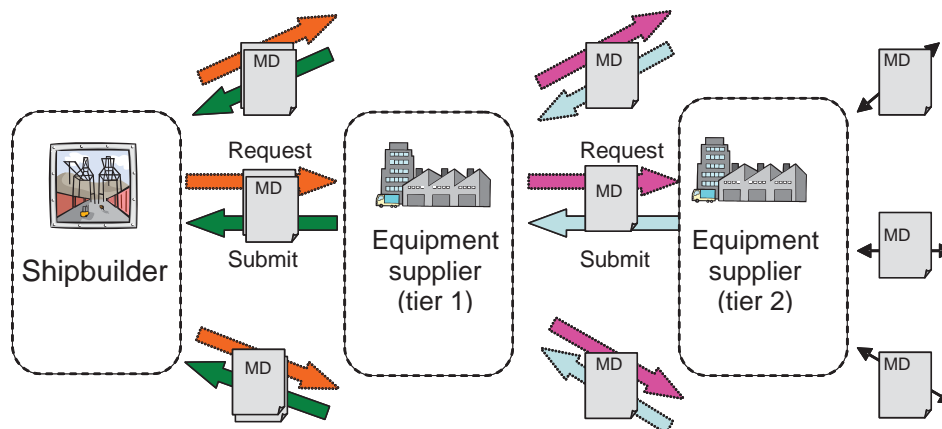 MD
MD
MD
Request
Request
MD
MD
MD
Submit
Submit
Shipbuilder
Equipment
supplier
(tier 1)
Equipment
supplier
(tier 2)
MD
MD
MD